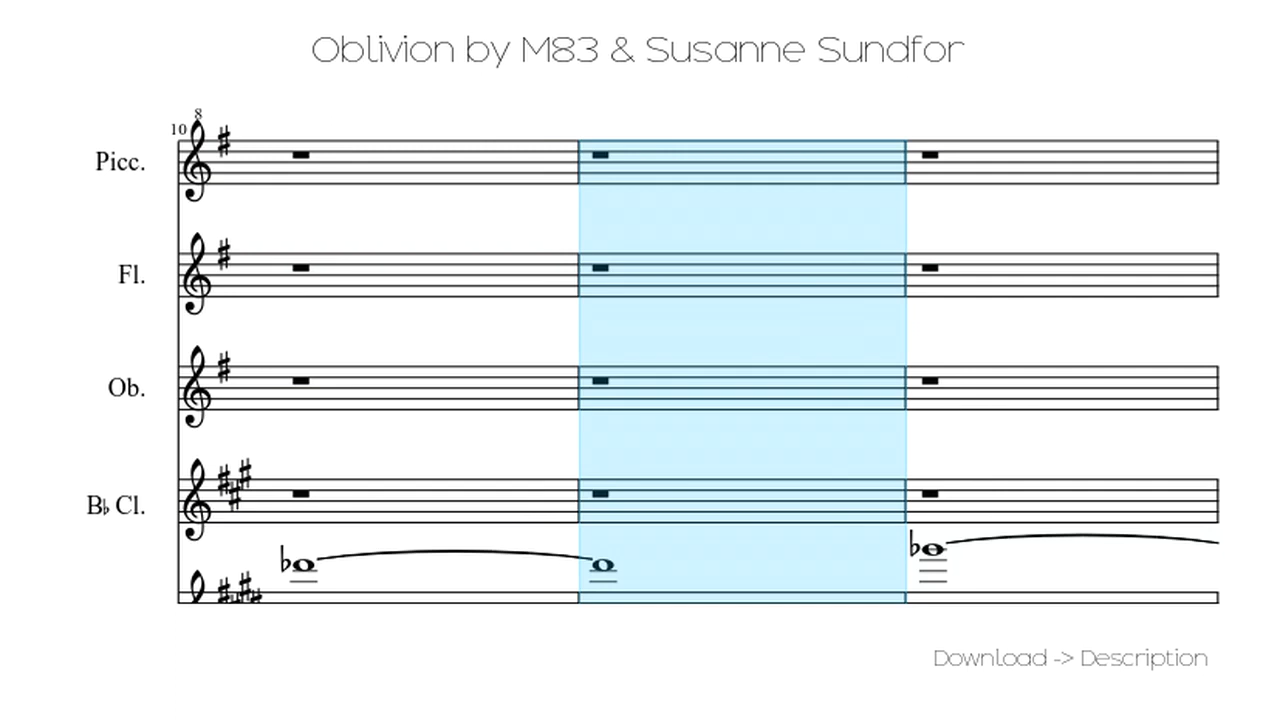 Oblivion by M83 & Susanne Sundfor
8
10
Picc.
Fl.
Ob.
B♭ Cl.
Download -> Description